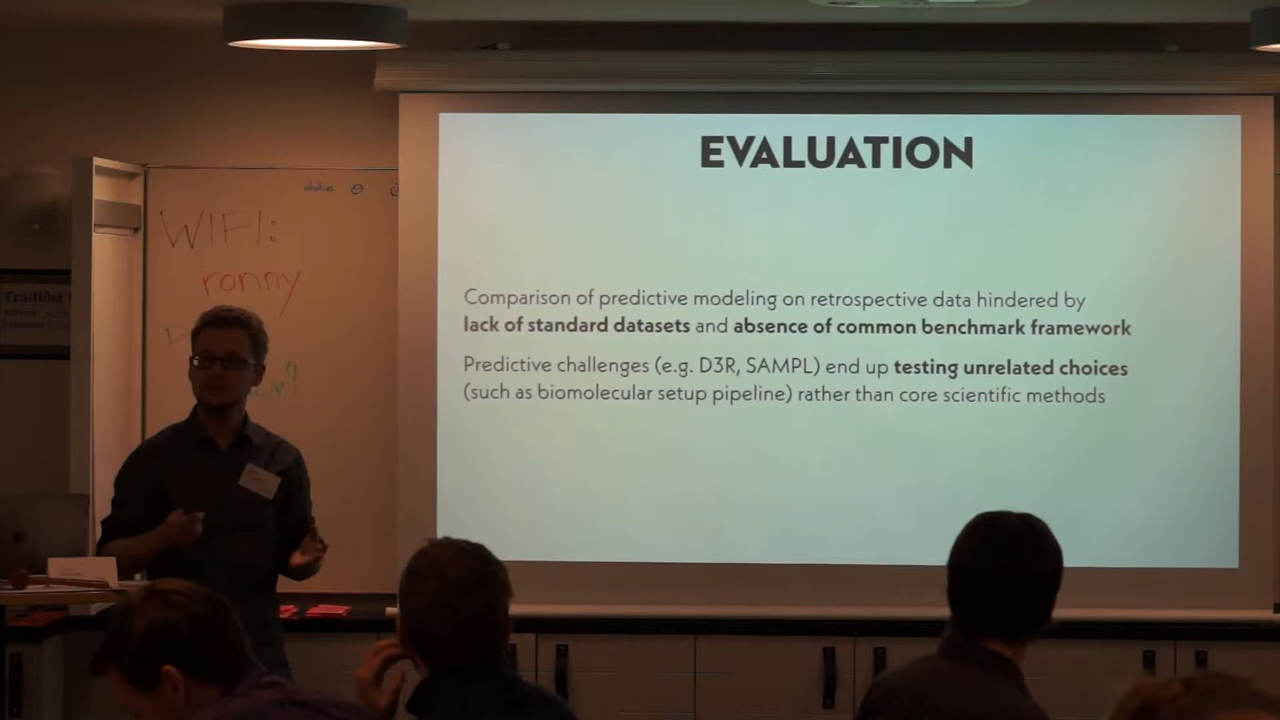 EVALUATION
Comparison of predictive modeling on retrospective data hindered by
lack of standard datasets and absence of common benchmark framework
Predictive challenges (e.g. D3R, SAMPL) end up testing unrelated choices
(such as biomolecular setup pipeline) rather than core scientific methods
WIFI:
ronny